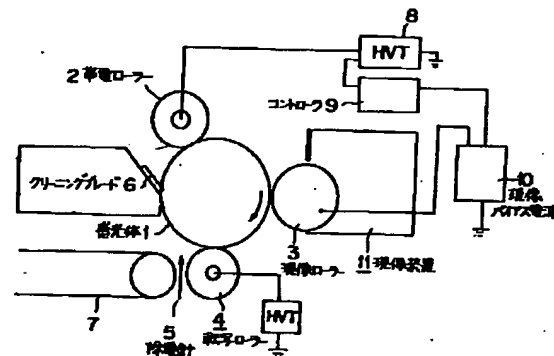 8
HVT
2 帯電ローラー
コントローラ 9
クリーニングブレード 6
感光体 1
10
現像
バイアス電源
3
現像ローラー
11 現像装置
7
5
除電針
4
転写ローラー
HVT